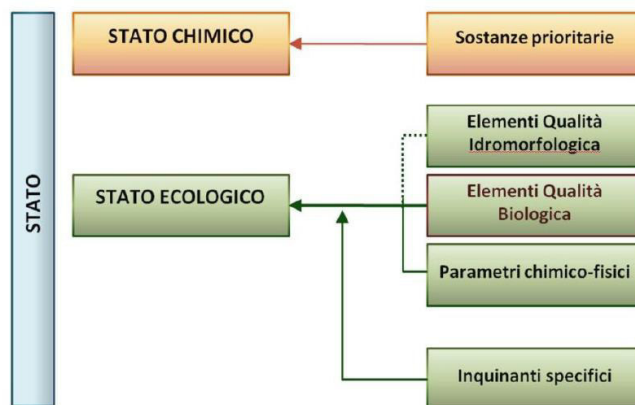 STATO
STATO CHIMICO
Sostanze prioritarie
STATO ECOLOGICO
Elementi Qualità
Idromorfologica
Elementi Qualità
Biologica
Parametri chimico-fisici
Inquinanti specifici